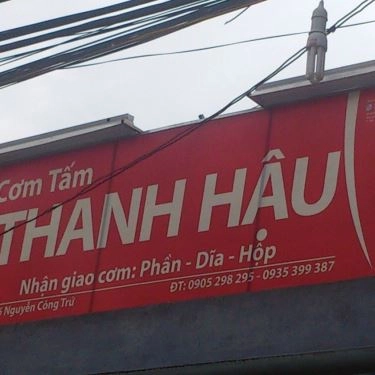 Cơm Tấm
THANH HẬU
Nhận giao cơm: Phần - Dĩa - Hộp
ĐT: 0905 298 295 - 0935 399 387
Nguyễn Công Trứ